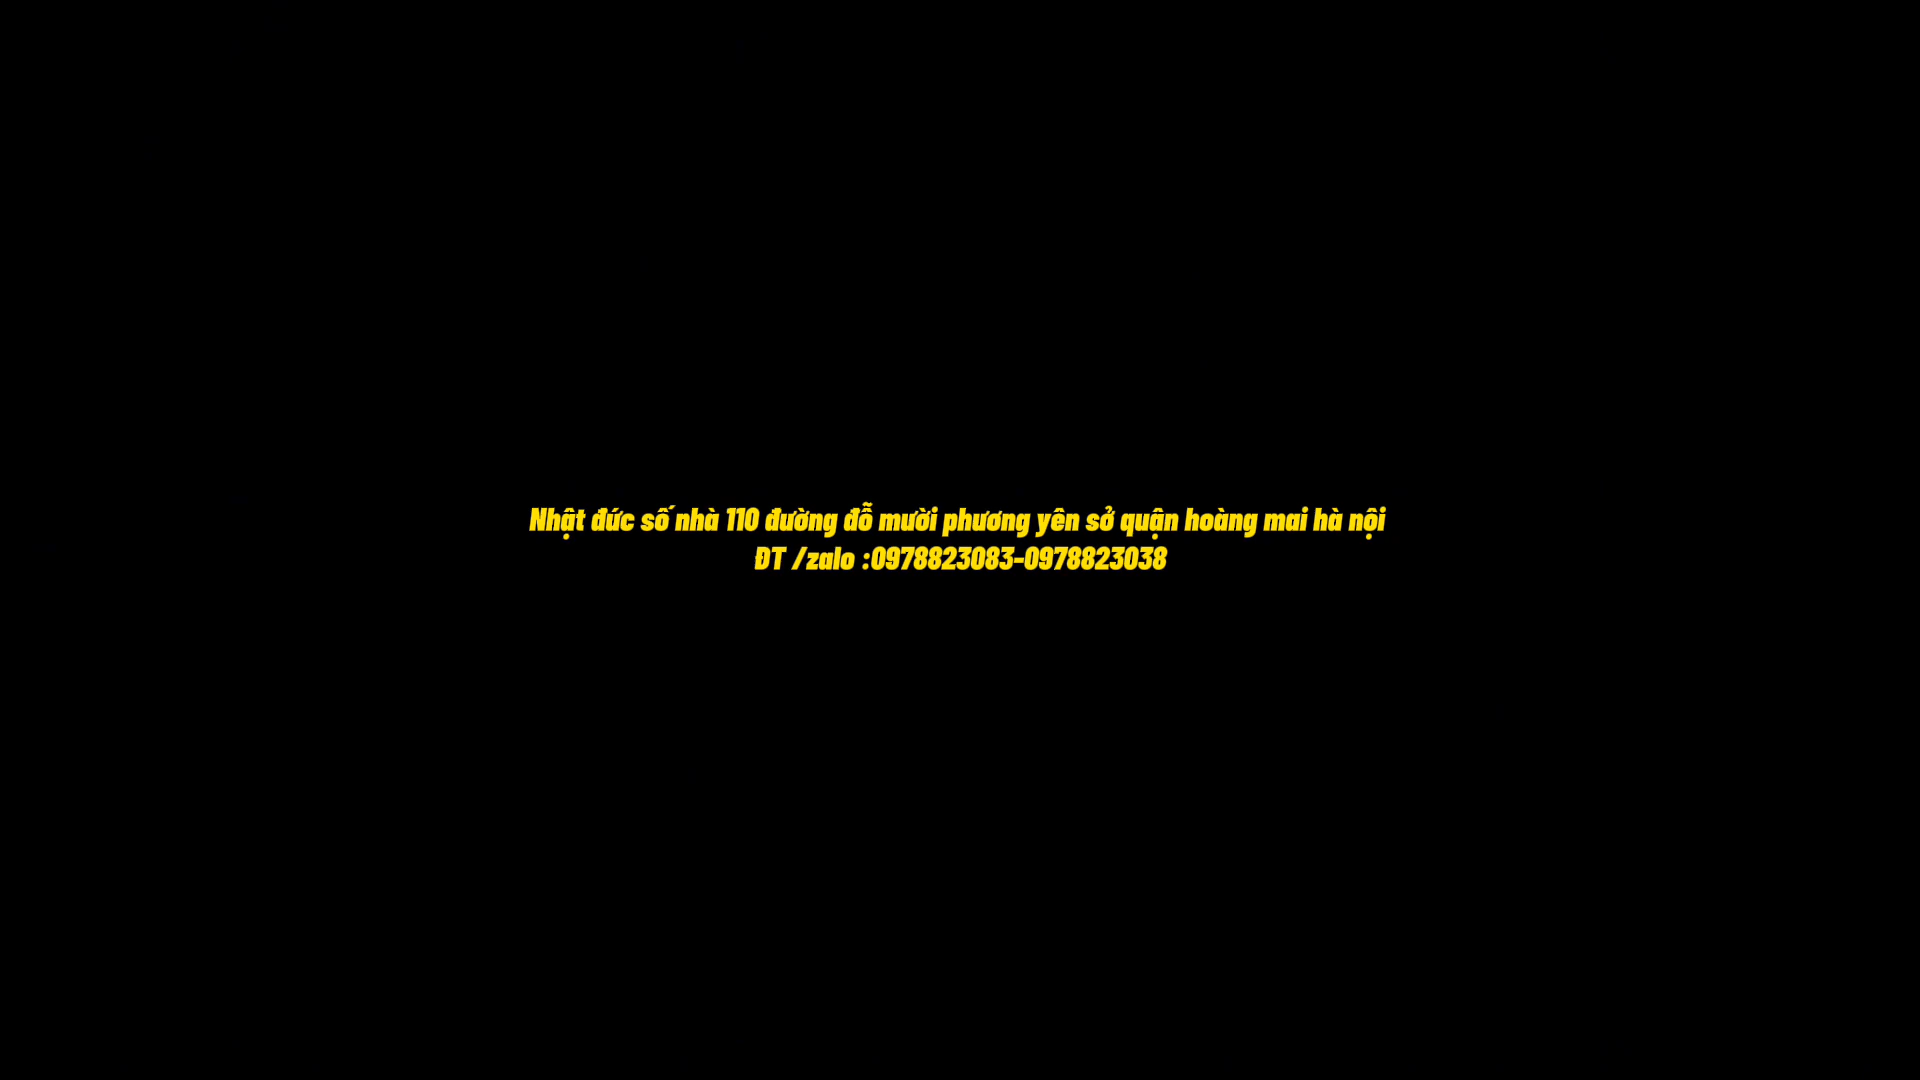 Nhật đức số nhà 110 đường đỗ mười phương yên sở quận hoàng mai hà nội
ĐT /zalo :0978823083-0978823038